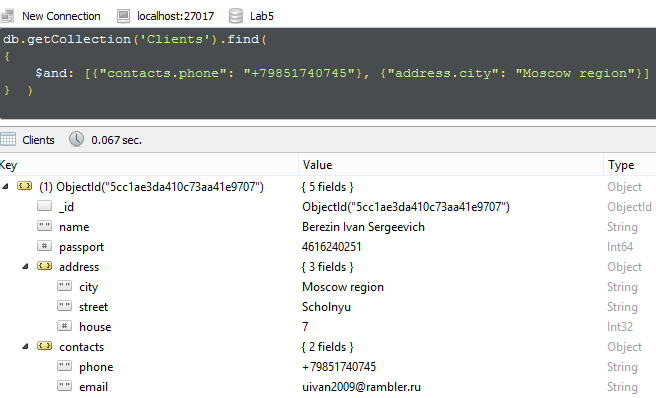 New Connection localhost:27017 Lab5
db.getCollection('Clients').find(
{
$and: [{"contacts.phone": "+79851740745"}, {"address.city": "Moscow region"}]
} )
Clients 0.067 sec.
Key Value Type
(1) ObjectId("5cc1ae3da410c73aa41e9707") { 5 fields } Object
_id ObjectId("5cc1ae3da410c73aa41e9707") ObjectId
name Berezin Ivan Sergeevich String
passport 4616240251 Int64
address { 3 fields } Object
city Moscow region String
street Scholnyu String
house 7 Int32
contacts { 2 fields } Object
phone +79851740745 String
email uivan2009@rambler.ru String